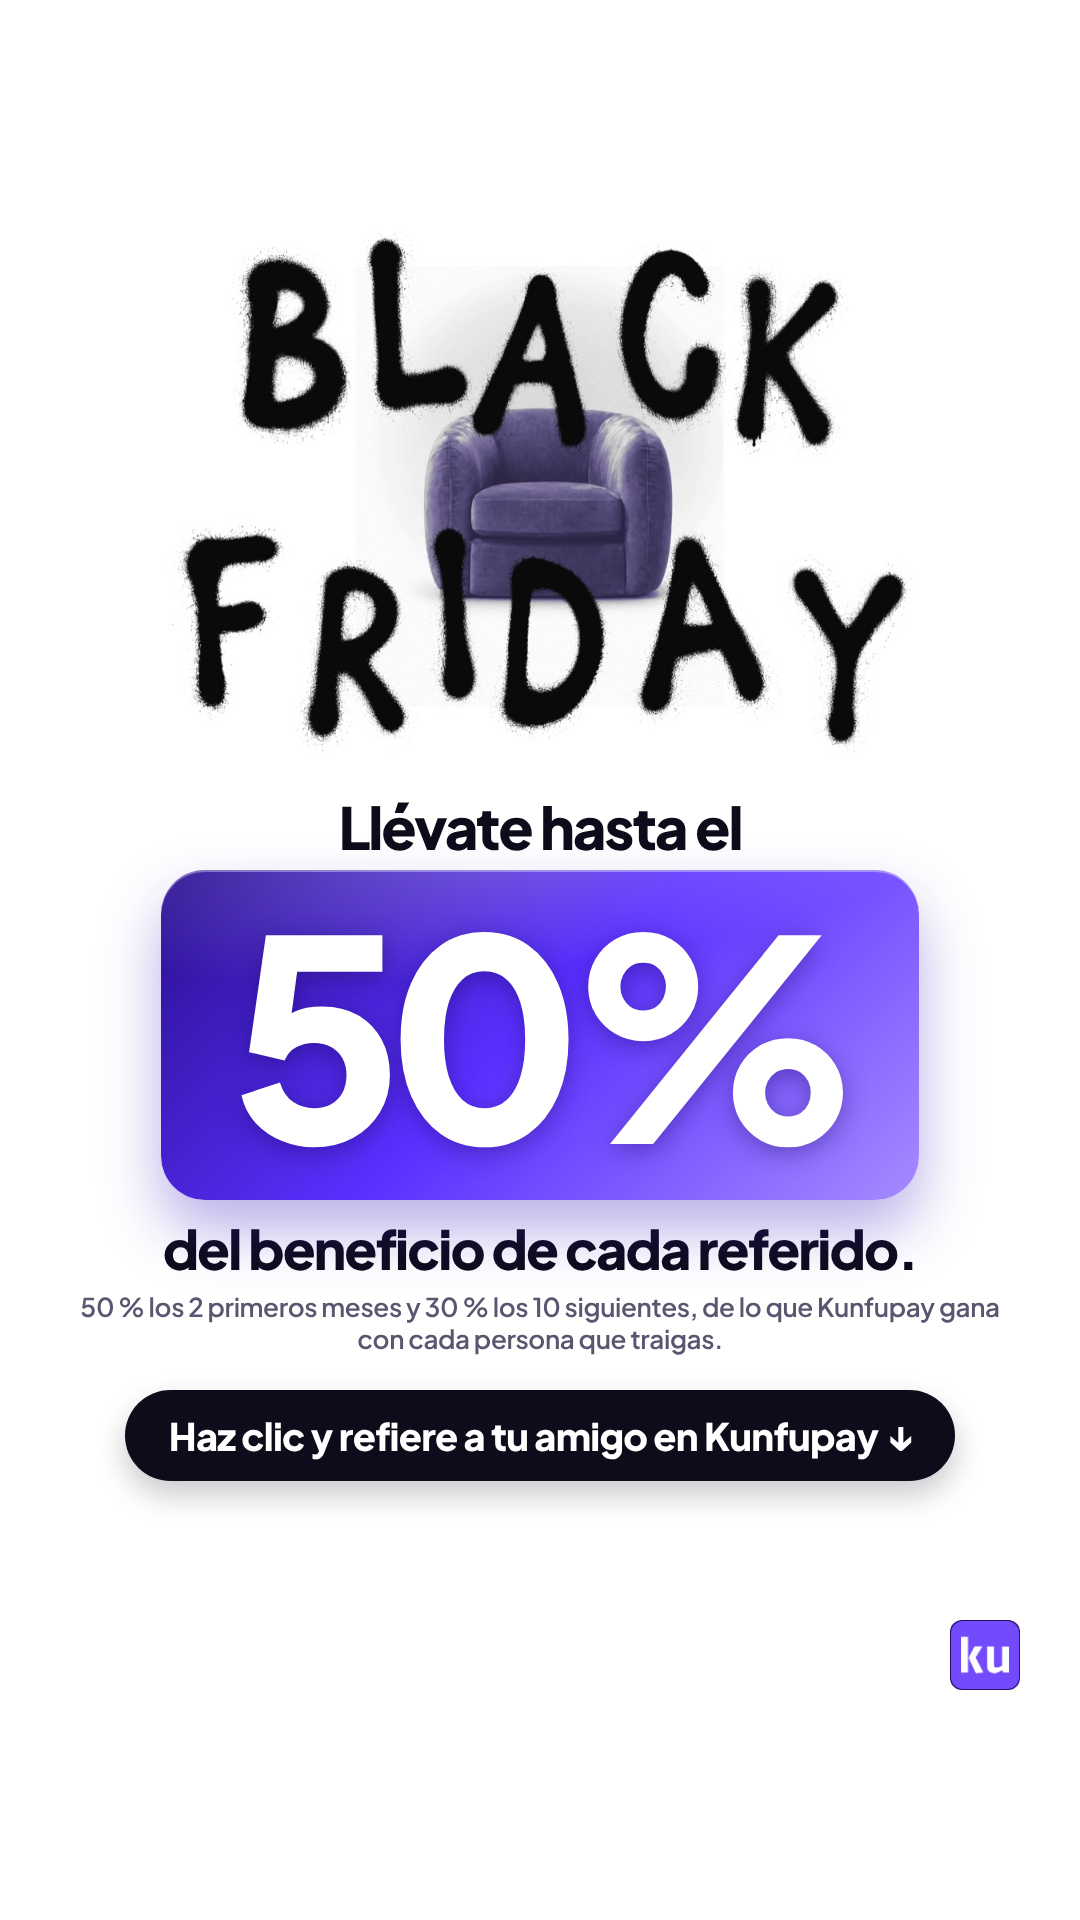 BLACK
FRIDAY
Llévate hasta el
50%
del beneficio de cada referido.
50 % los 2 primeros meses y 30 % los 10 siguientes, de lo que Kunfupay gana
con cada persona que traigas.
Haz clic y refiere a tu amigo en Kunfupay ↓
ku